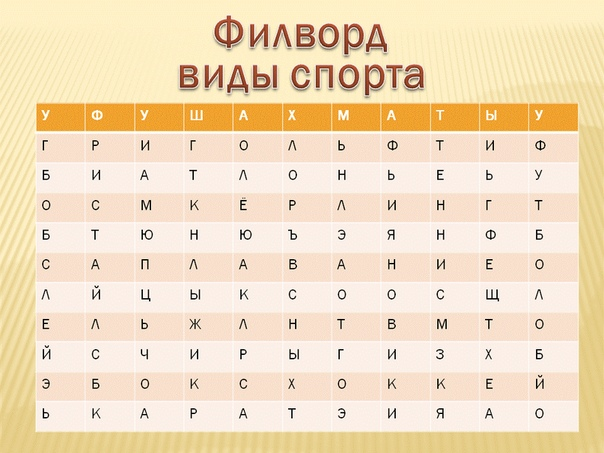 Филворд
виды спорта
У Ф У Ш А Х М А Т Ы У
Г Р И Г О Л Ь Ф Т И Ф
Б И А Т Л О Н Ь Е Ь У
О С М К Ё Р Л И Н Г Т
Б Т Ю Н Ю Ъ Э Я Н Ф Б
С А П Л А В А Н И Е О
Л Й Ц Ы К С О О С Щ Л
Е Л Ь Ж Л Н Т В М Т О
Й С Ч И Р Ы Г И З Х Б
Э Б О К С Х О К К Е Й
Ь К А Р А Т Э И Я А О